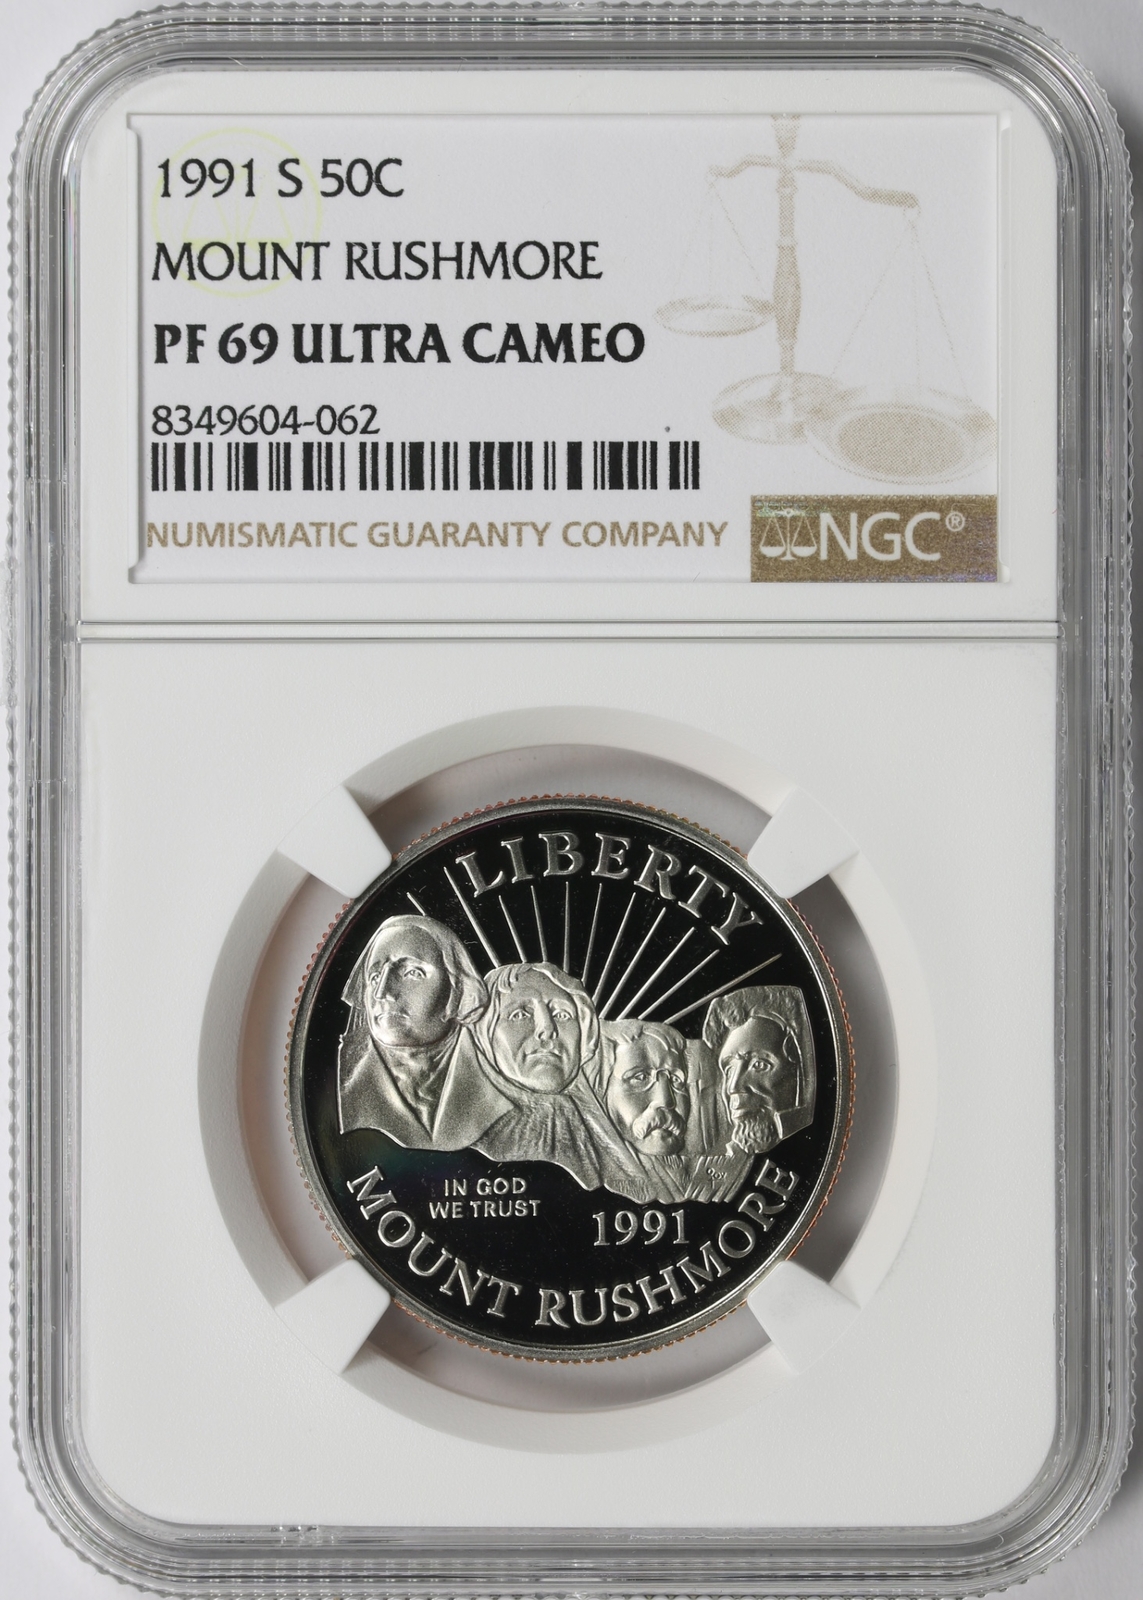 1991 S 50C
MOUNT RUSHMORE
PF 69 ULTRA CAMEO
8349604-062
NUMISMATIC GUARANTY COMPANY
NGC®
LIBERTY
IN GOD
WE TRUST
1991
MOUNT RUSHMORE